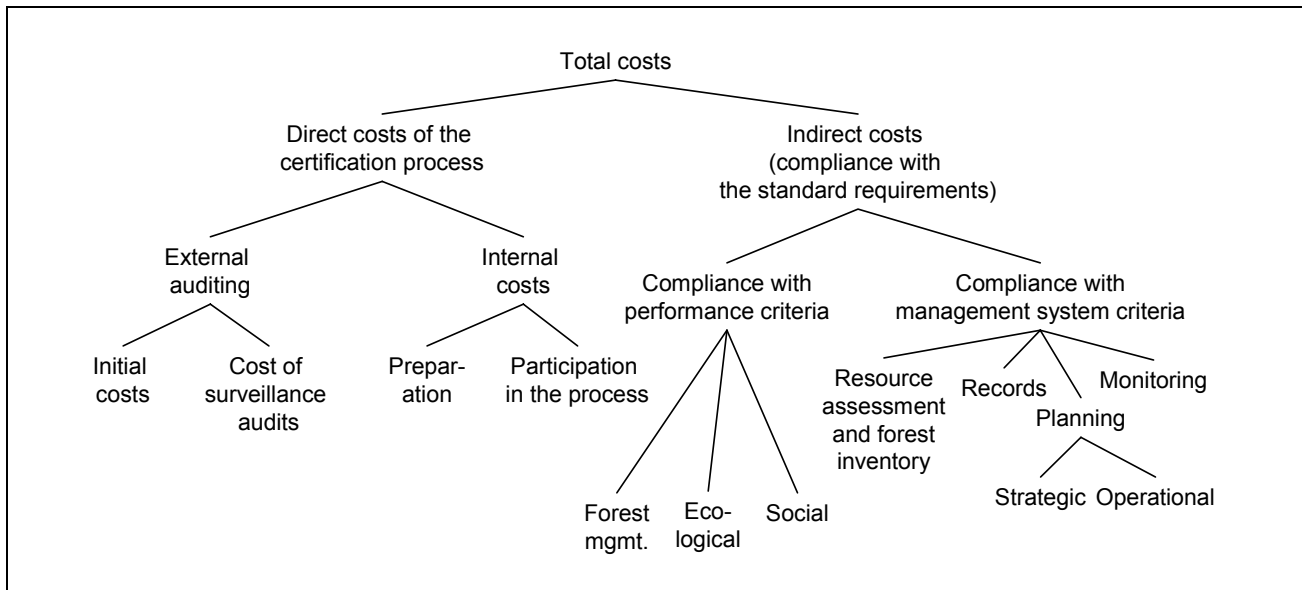 Total costs
Direct costs of the
certification process
Indirect costs
(compliance with
the standard requirements)
External
auditing
Internal
costs
Compliance with
performance criteria
Compliance with
management system criteria
Initial
costs
Cost of
surveillance
audits
Prepar-
ation
Participation
in the process
Resource
assessment
and forest
inventory
Records
Planning
Monitoring
Strategic
Operational
Forest
mgmt.
Eco-
logical
Social